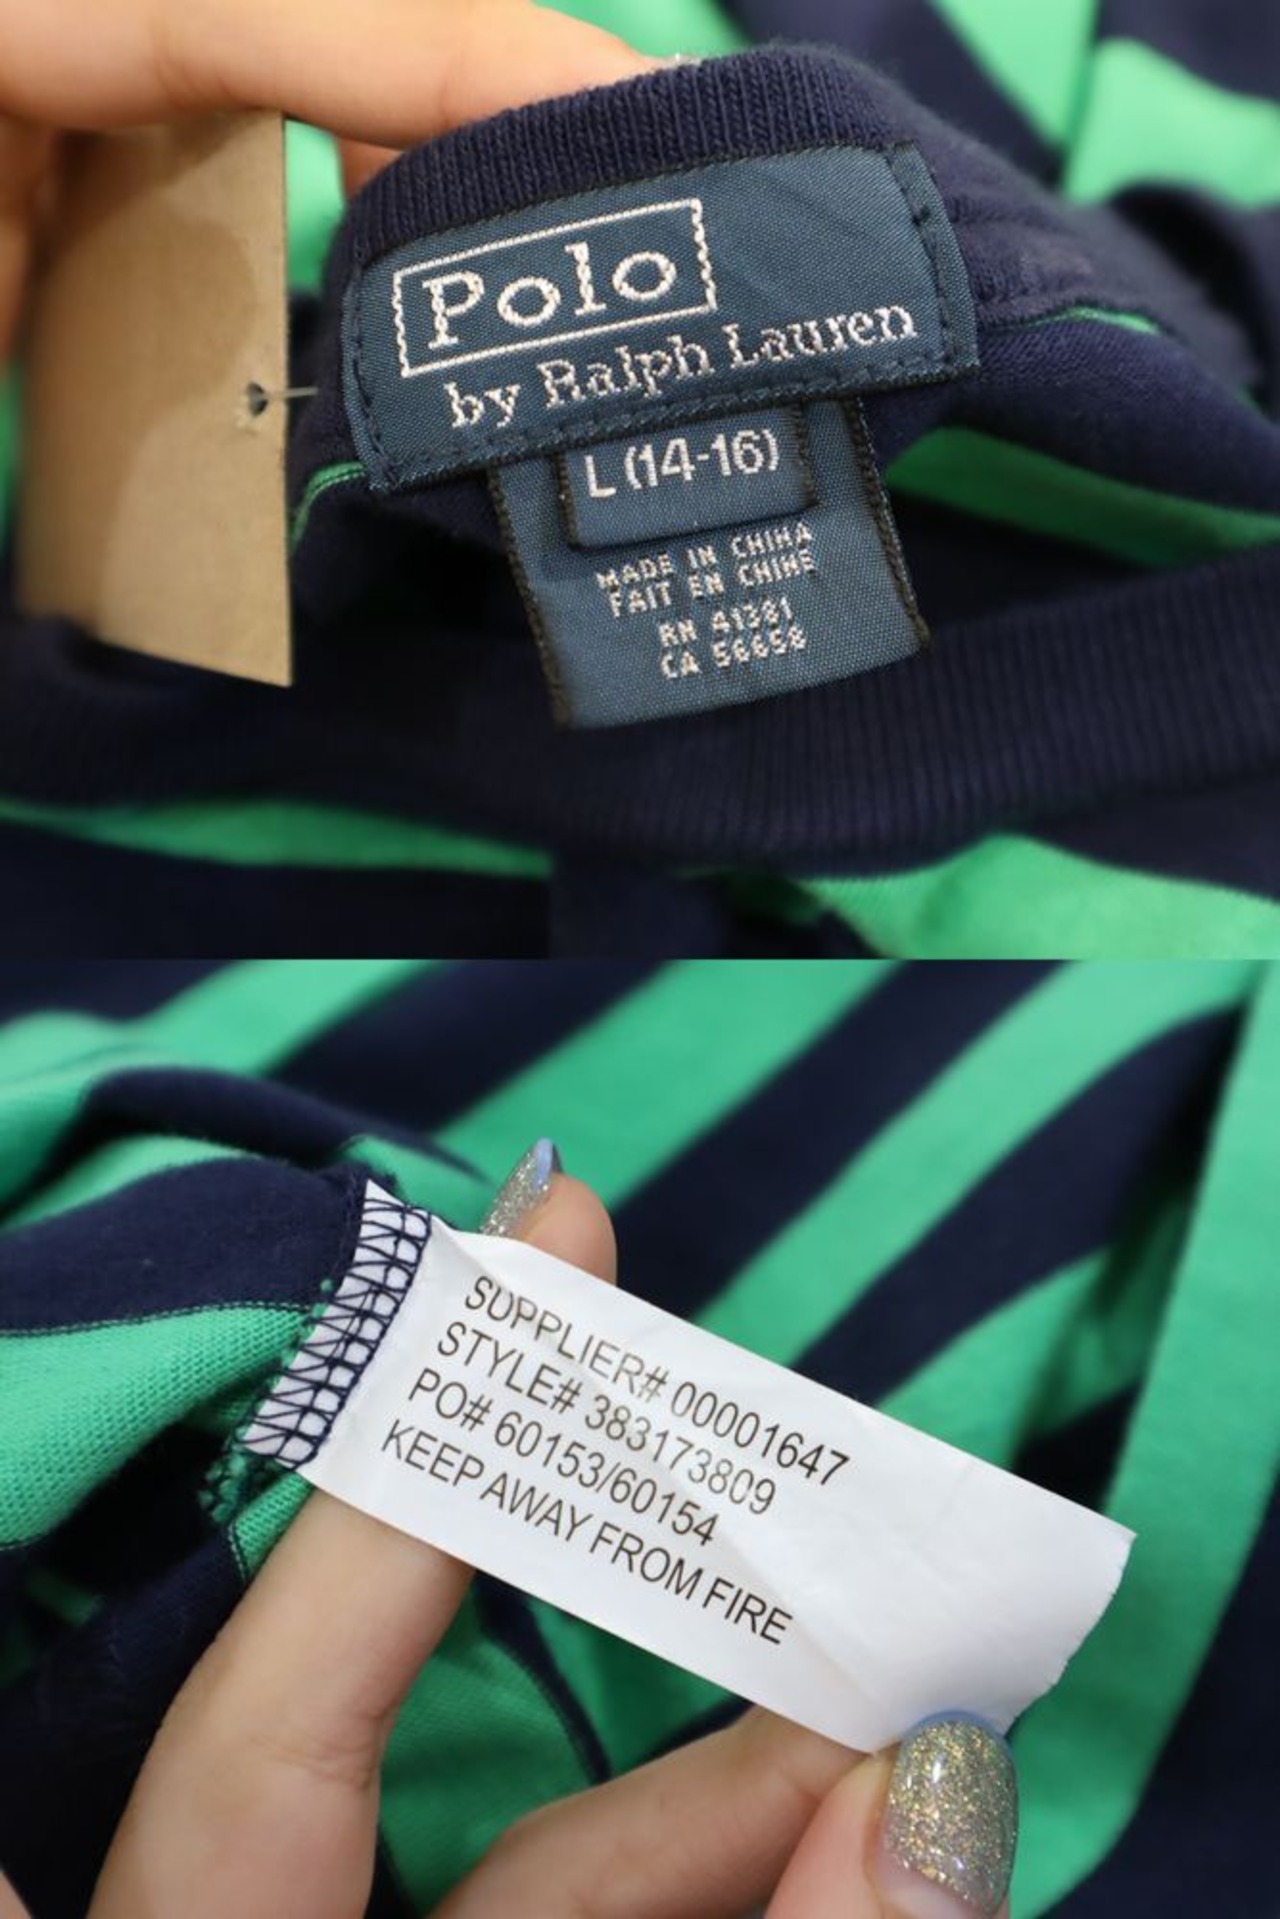 Polo
by Ralph Lauren
L (14-16)
MADE IN CHINA
FAIT EN CHINE
RN 41381
CA 56658
SUPPLIER# 00001647
STYLE# 383173809
PO# 60153/60154
KEEP AWAY FROM FIRE